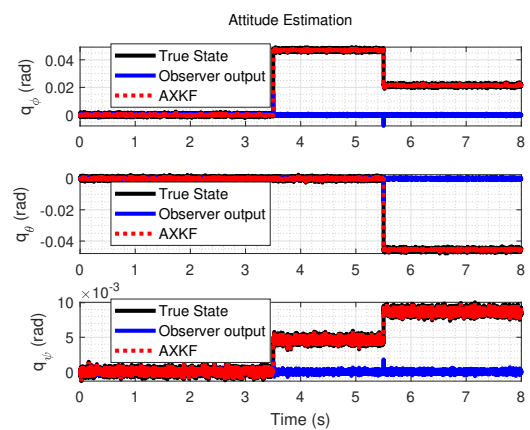 Attitude Estimation
q_ϕ (rad)
0.04
0.02
0
True State
Observer output
AXKF
0 1 2 3 4 5 6 7 8
q_θ (rad)
0
-0.02
-0.04
True State
Observer output
AXKF
0 1 2 3 4 5 6 7 8
q_ψ (rad)
×10⁻³
10
5
0
True State
Observer output
AXKF
0 1 2 3 4 5 6 7 8
Time (s)